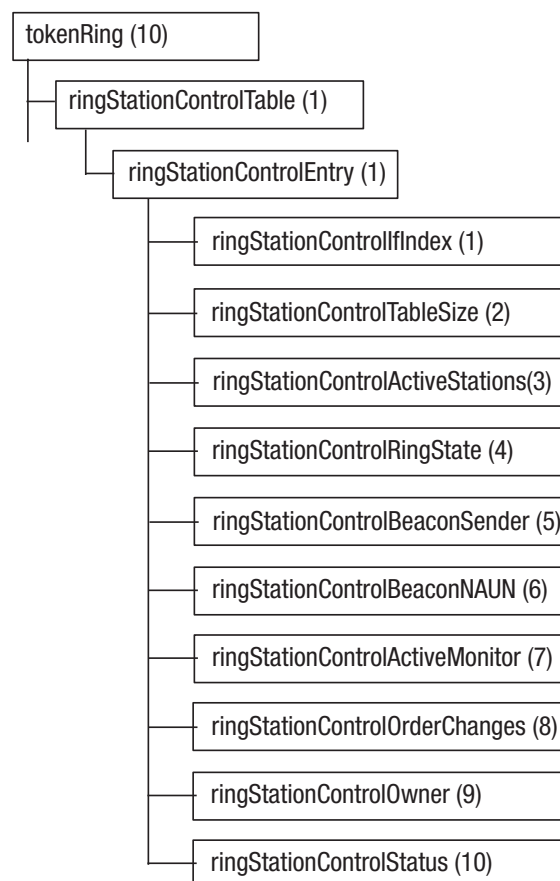 tokenRing (10)
ringStationControlTable (1)
ringStationControlEntry (1)
ringStationControlIfIndex (1)
ringStationControlTableSize (2)
ringStationControlActiveStations(3)
ringStationControlRingState (4)
ringStationControlBeaconSender (5)
ringStationControlBeaconNAUN (6)
ringStationControlActiveMonitor (7)
ringStationControlOrderChanges (8)
ringStationControlOwner (9)
ringStationControlStatus (10)